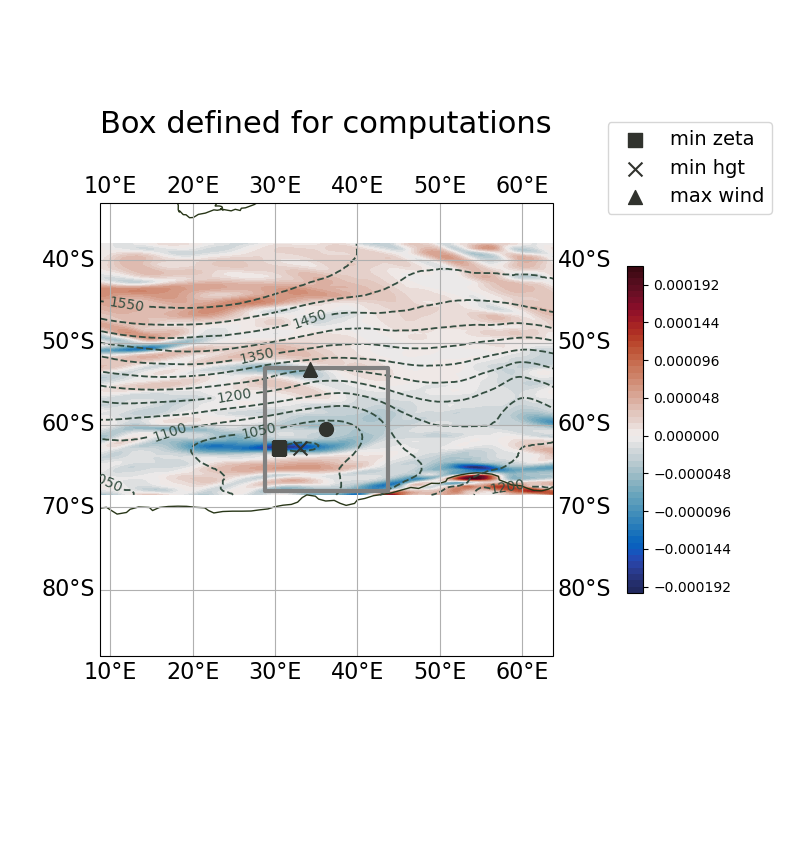 Box defined for computations
min zeta
min hgt
max wind
10°E 20°E 30°E 40°E 50°E 60°E
40°S 40°S
50°S 50°S
60°S 60°S
70°S 70°S
80°S 80°S
10°E 20°E 30°E 40°E 50°E 60°E
1550
1450
1350
1200
1100
1050
050
1200
0.000192
0.000144
0.000096
0.000048
0.000000
−0.000048
−0.000096
−0.000144
−0.000192